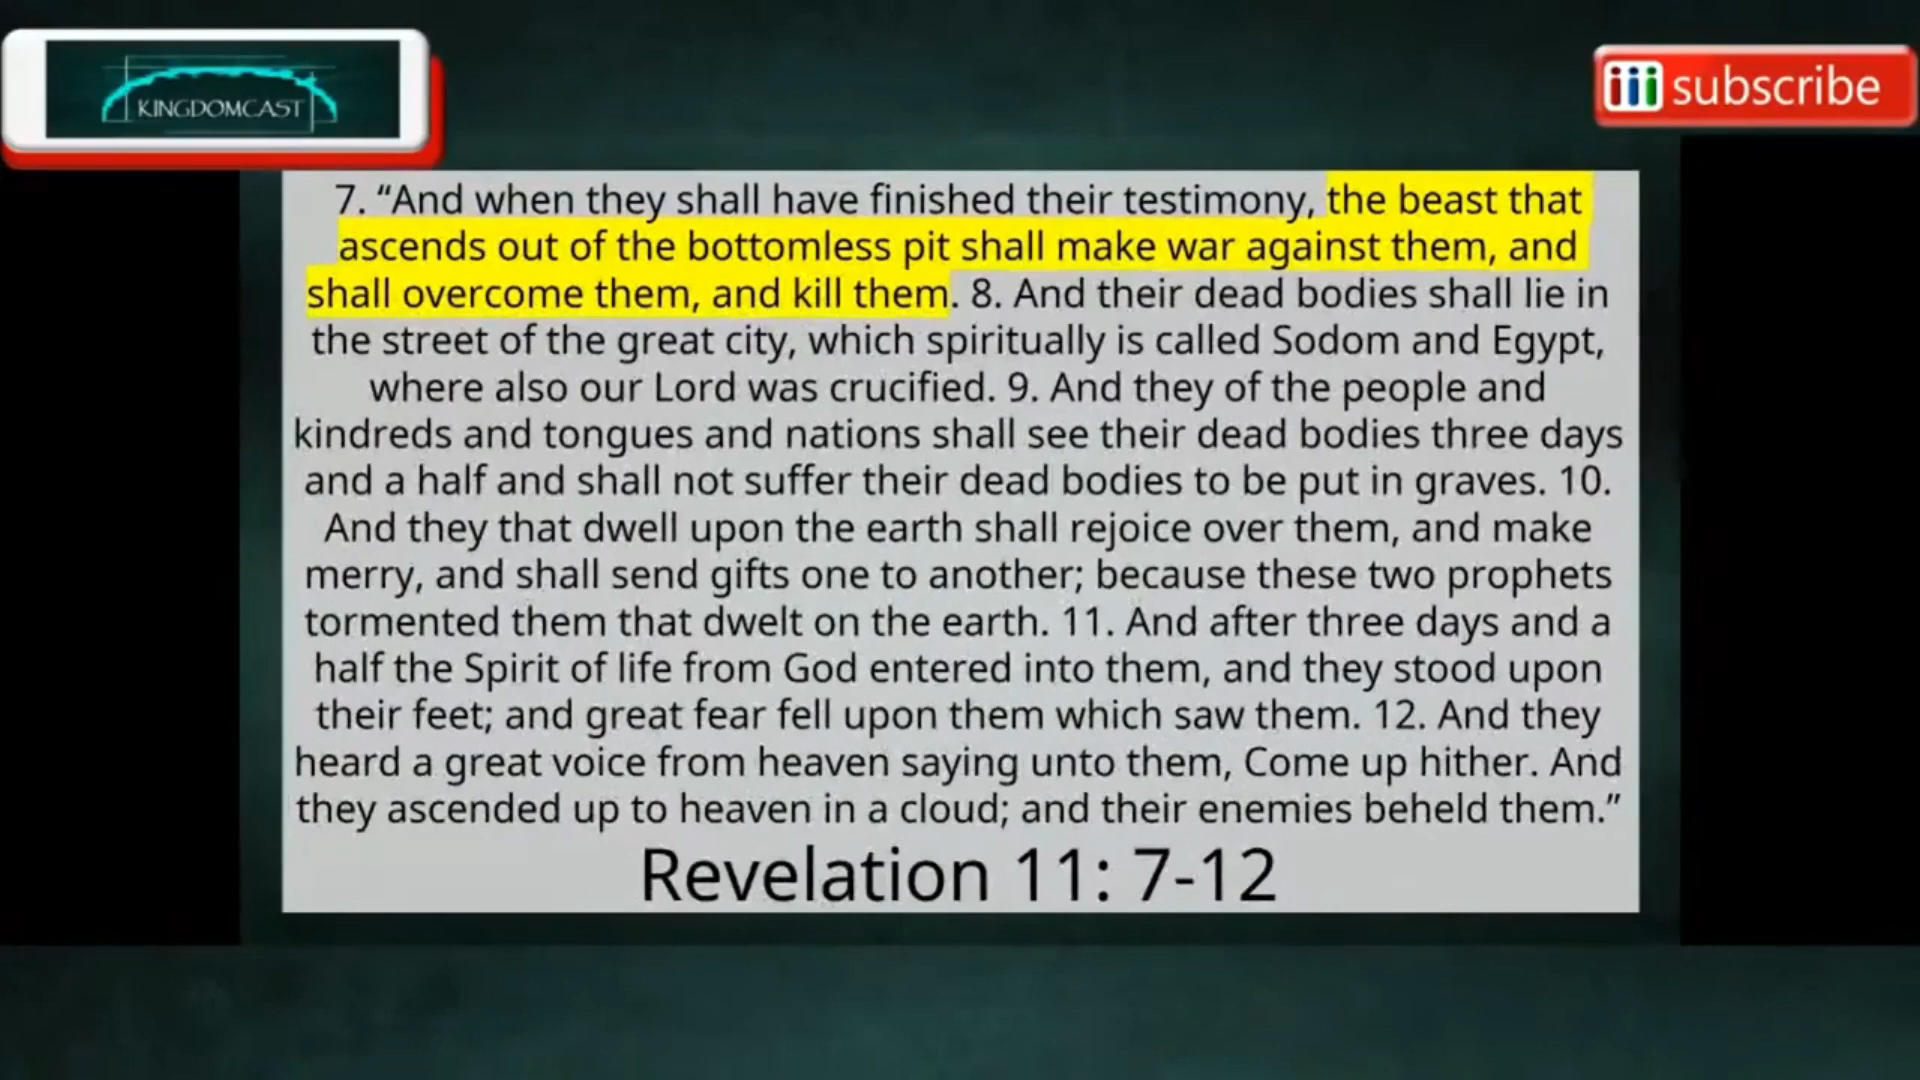 KINGDOMCAST
subscribe
7. “And when they shall have finished their testimony, the beast that
ascends out of the bottomless pit shall make war against them, and
shall overcome them, and kill them. 8. And their dead bodies shall lie in
the street of the great city, which spiritually is called Sodom and Egypt,
where also our Lord was crucified. 9. And they of the people and
kindreds and tongues and nations shall see their dead bodies three days
and a half and shall not suffer their dead bodies to be put in graves. 10.
And they that dwell upon the earth shall rejoice over them, and make
merry, and shall send gifts one to another; because these two prophets
tormented them that dwelt on the earth. 11. And after three days and a
half the Spirit of life from God entered into them, and they stood upon
their feet; and great fear fell upon them which saw them. 12. And they
heard a great voice from heaven saying unto them, Come up hither. And
they ascended up to heaven in a cloud; and their enemies beheld them.”
Revelation 11: 7-12